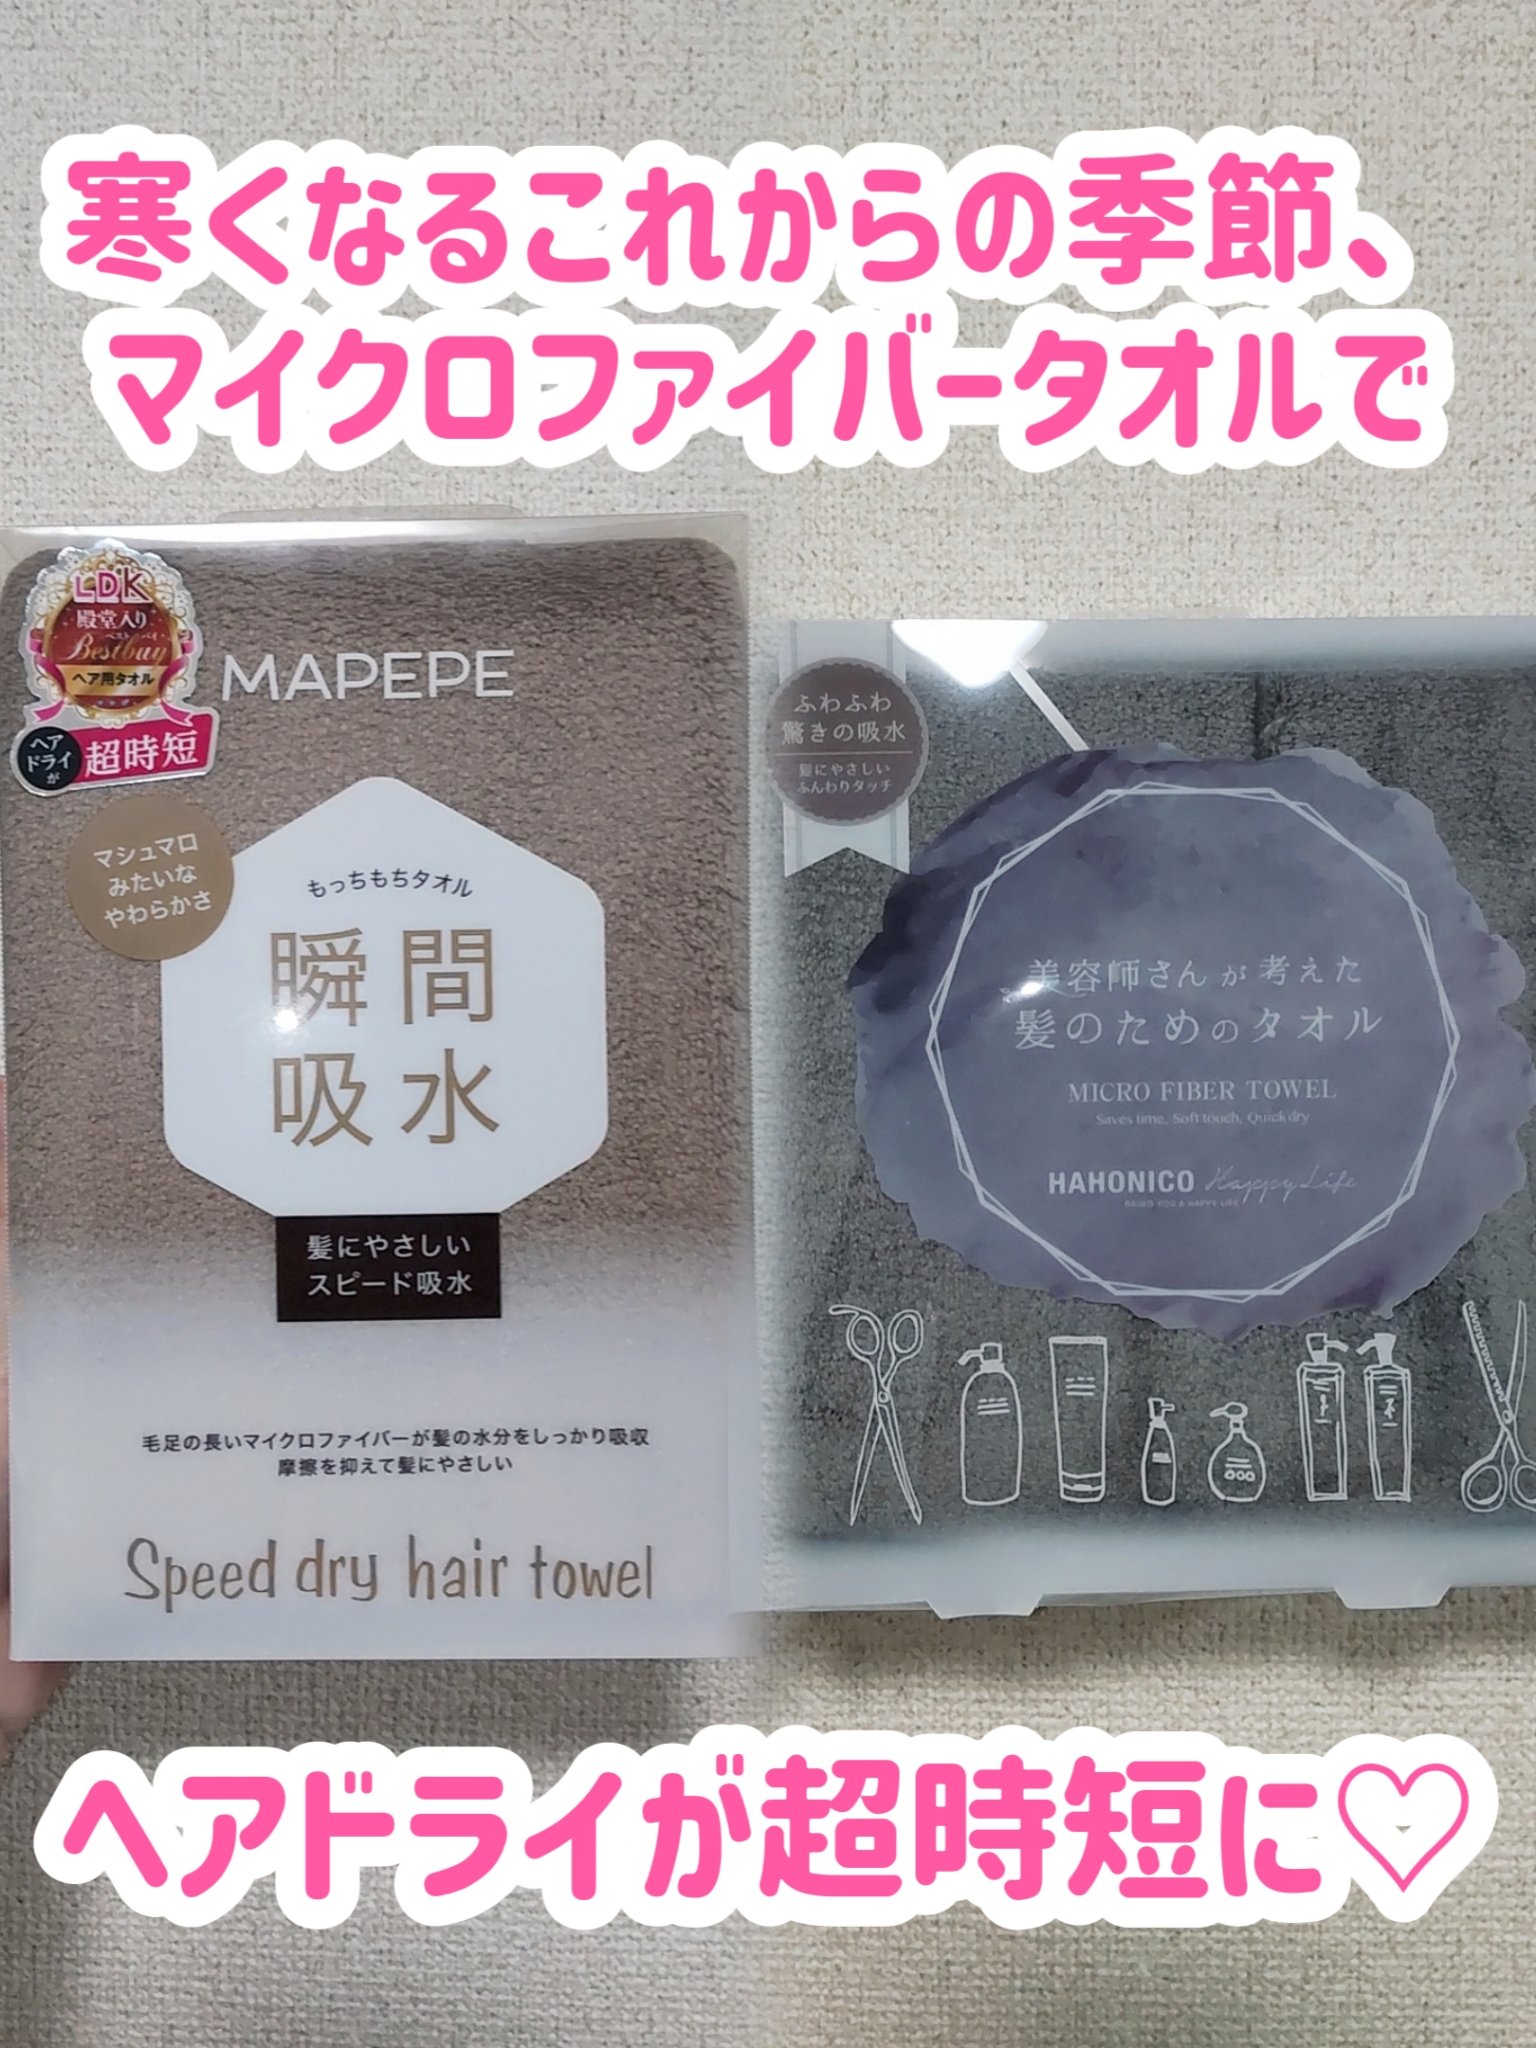 寒くなるこれからの季節、
マイクロファイバータオルで
LDK
殿堂入り
ベストバイ
Bestbuy
ヘア用タオル
ヘア
ドライ
が
超時短
MAPEPE
マシュマロ
みたいな
やわらかさ
もっちもちタオル
瞬間
吸水
髪にやさしい
スピード吸水
毛足の長いマイクロファイバーが髪の水分をしっかり吸収
摩擦を抑えて髪にやさしい
Speed dry hair towel
ふわふわ
驚きの吸水
髪にやさしい
ふんわりタッチ
美容師さんが考えた
髪のためのタオル
MICRO FIBER TOWEL
Saves time, Soft touch, Quick dry
HAHONICO Happy Life
BRING YOU A HAPPY LIFE
ヘアドライが超時短に♡